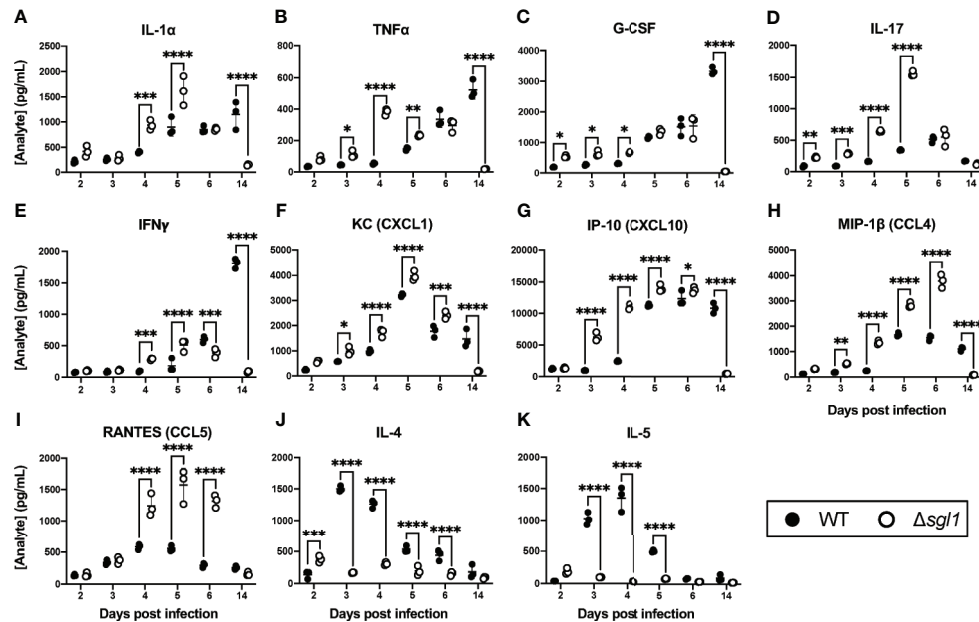 A
IL-1α
[Analyte] (pg/mL)
2500
2000
1500
1000
500
0
***
****
****
2 3 4 5 6 14
B
TNFα
800
600
400
200
0
*
****
**
****
2 3 4 5 6 14
C
G-CSF
4000
3000
2000
1000
0
*
*
*
****
2 3 4 5 6 14
D
IL-17
2000
1500
1000
500
0
**
***
****
****
2 3 4 5 6 14
E
IFNγ
[Analyte] (pg/mL)
2000
1500
1000
500
0
***
****
***
****
2 3 4 5 6 14
F
KC (CXCL1)
5000
4000
3000
2000
1000
0
*
****
****
***
****
2 3 4 5 6 14
G
IP-10 (CXCL10)
20000
15000
10000
5000
0
****
****
****
*
****
2 3 4 5 6 14
H
MIP-1β (CCL4)
5000
4000
3000
2000
1000
0
**
****
****
****
****
2 3 4 5 6 14
Days post infection
I
RANTES (CCL5)
[Analyte] (pg/mL)
2000
1500
1000
500
0
****
****
****
2 3 4 5 6 14
Days post infection
J
IL-4
2000
1500
1000
500
0
***
****
****
****
****
2 3 4 5 6 14
Days post infection
K
IL-5
2000
1500
1000
500
0
****
****
****
2 3 4 5 6 14
Days post infection
WT Δsgl1